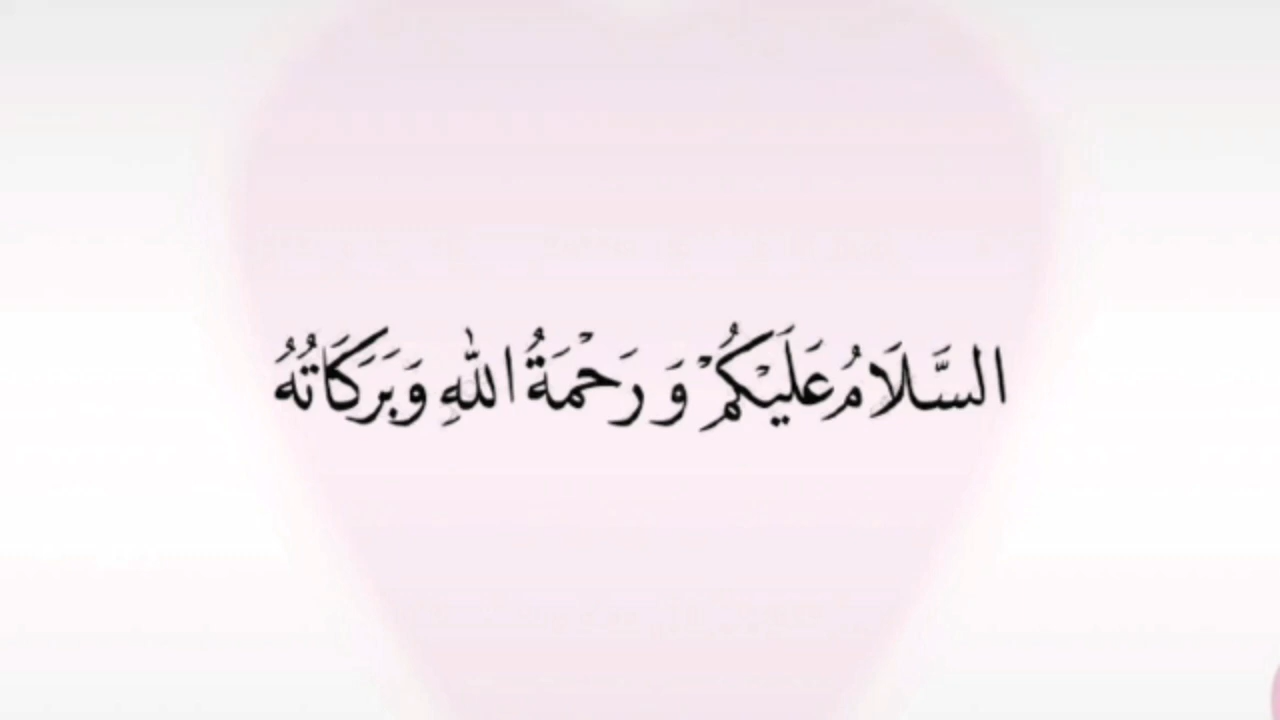 السَّلَامُ عَلَيْكُمْ وَ رَحْمَةُ اللهِ وَبَرَكَاتُهُ